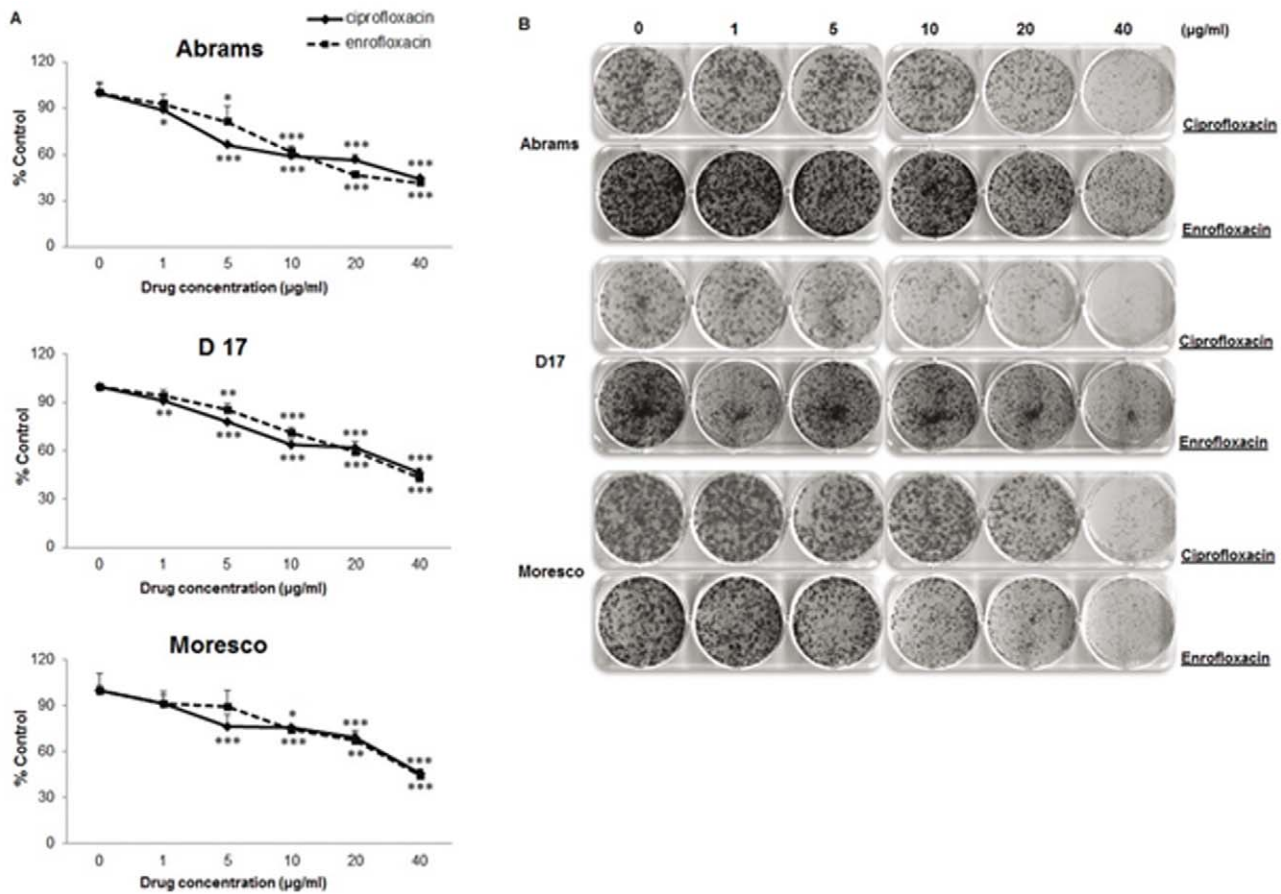 A
ciprofloxacin
enrofloxacin
Abrams
120
90
60
30
0
% Control
*
*
***
***
***
***
***
***
***
0 1 5 10 20 40
Drug concentration (µg/ml)
D 17
120
90
60
30
0
% Control
**
**
***
***
***
***
***
***
***
0 1 5 10 20 40
Drug concentration (µg/ml)
Moresco
120
90
60
30
0
% Control
***
*
***
***
**
***
***
0 1 5 10 20 40
Drug concentration (µg/ml)
B
0 1 5 10 20 40 (µg/ml)
Abrams
Ciprofloxacin
Enrofloxacin
D17
Ciprofloxacin
Enrofloxacin
Moresco
Ciprofloxacin
Enrofloxacin